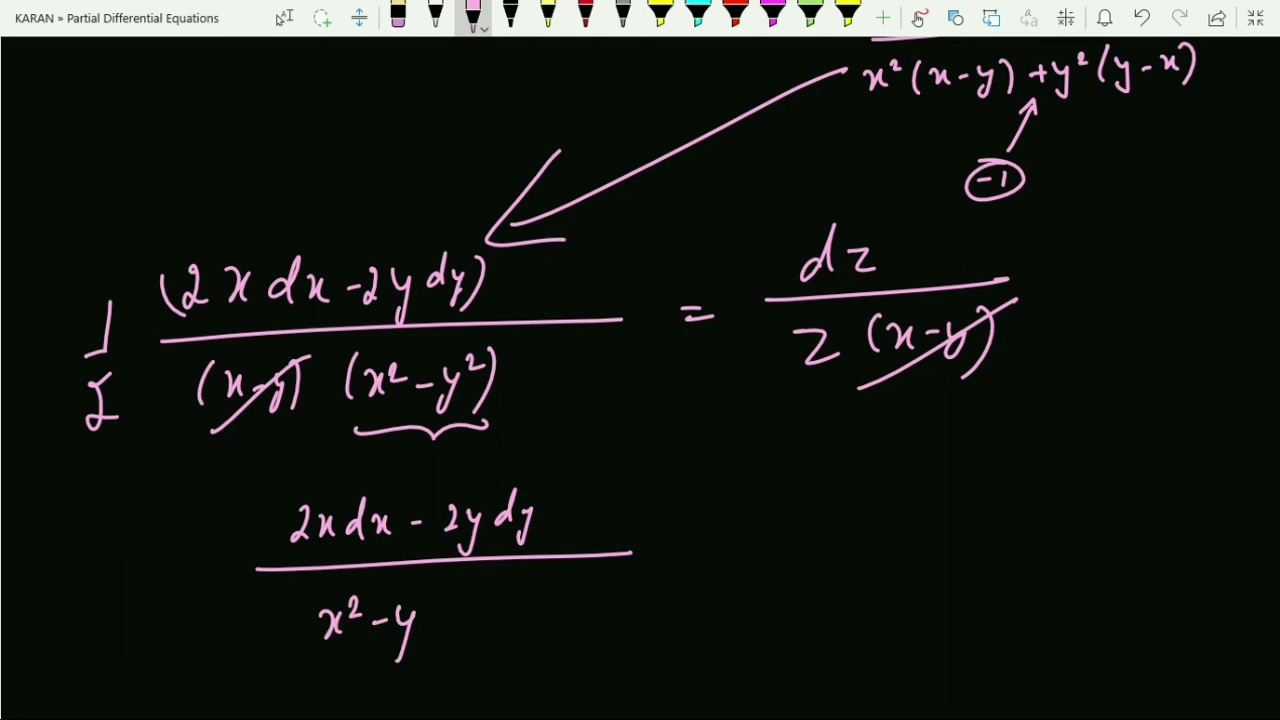 KARAN » Partial Differential Equations
x²(x-y) + y²(y-x)
-1
1/2 (2x dx - 2y dy) / (x-y) (x² - y²) = dz / z (x-y)
2x dx - 2y dy
x² - y